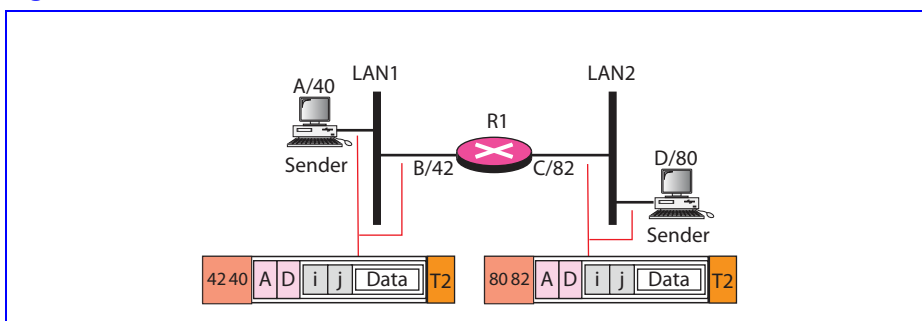 LAN1
LAN2
A/40
R1
Sender
B/42
C/82
D/80
Sender
42 40 A D i j Data T2
80 82 A D i j Data T2